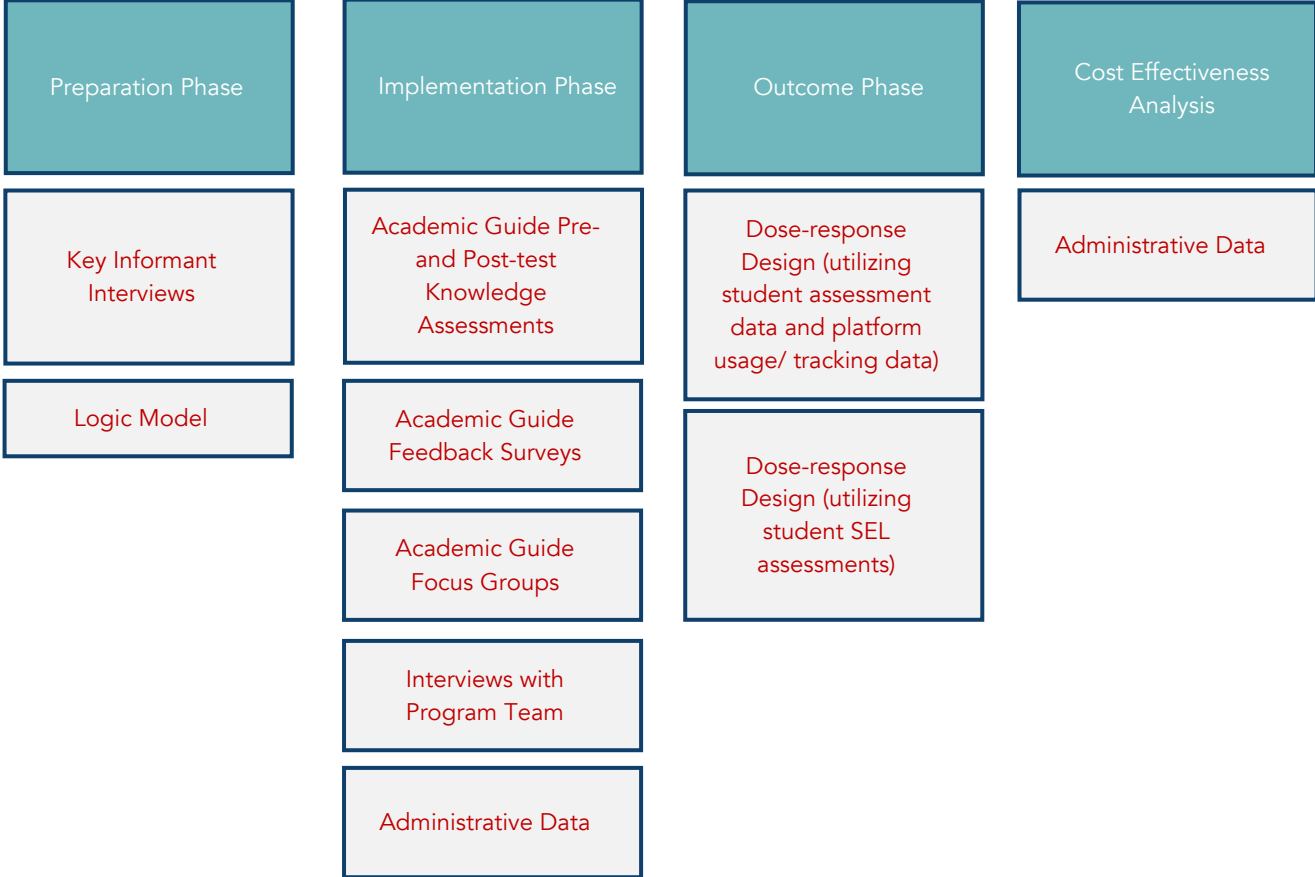 Preparation Phase
Key Informant
Interviews
Logic Model
Implementation Phase
Academic Guide Pre-
and Post-test
Knowledge
Assessments
Academic Guide
Feedback Surveys
Academic Guide
Focus Groups
Interviews with
Program Team
Administrative Data
Outcome Phase
Dose-response
Design (utilizing
student assessment
data and platform
usage/ tracking data)
Dose-response
Design (utilizing
student SEL
assessments)
Cost Effectiveness
Analysis
Administrative Data